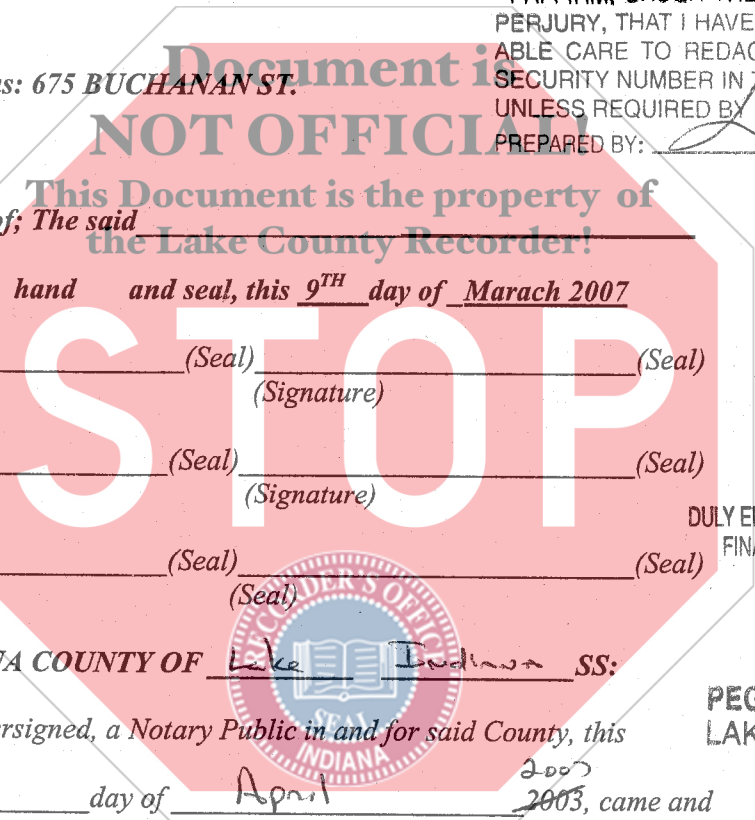 PERJURY, THAT I HAVE
ABLE CARE TO REDAC
s: 675 BUCHANAN ST.
SECURITY NUMBER IN
UNLESS REQUIRED BY
PREPARED BY:
Document is
NOT OFFICIAL!
This Document is the property of
the Lake County Recorder!
of; The said
hand and seal, this 9TH day of Marach 2007
STOP
(Seal) (Seal)
(Signature)
(Seal) (Seal)
(Signature)
DULY E
FINA
(Seal) (Seal)
(Seal)
RECORDER'S OFFICE
SEAL
INDIANA
A COUNTY OF Lake Indiana SS:
PEG
LAK
ersigned, a Notary Public in and for said County, this
2007
day of April 2003, came and